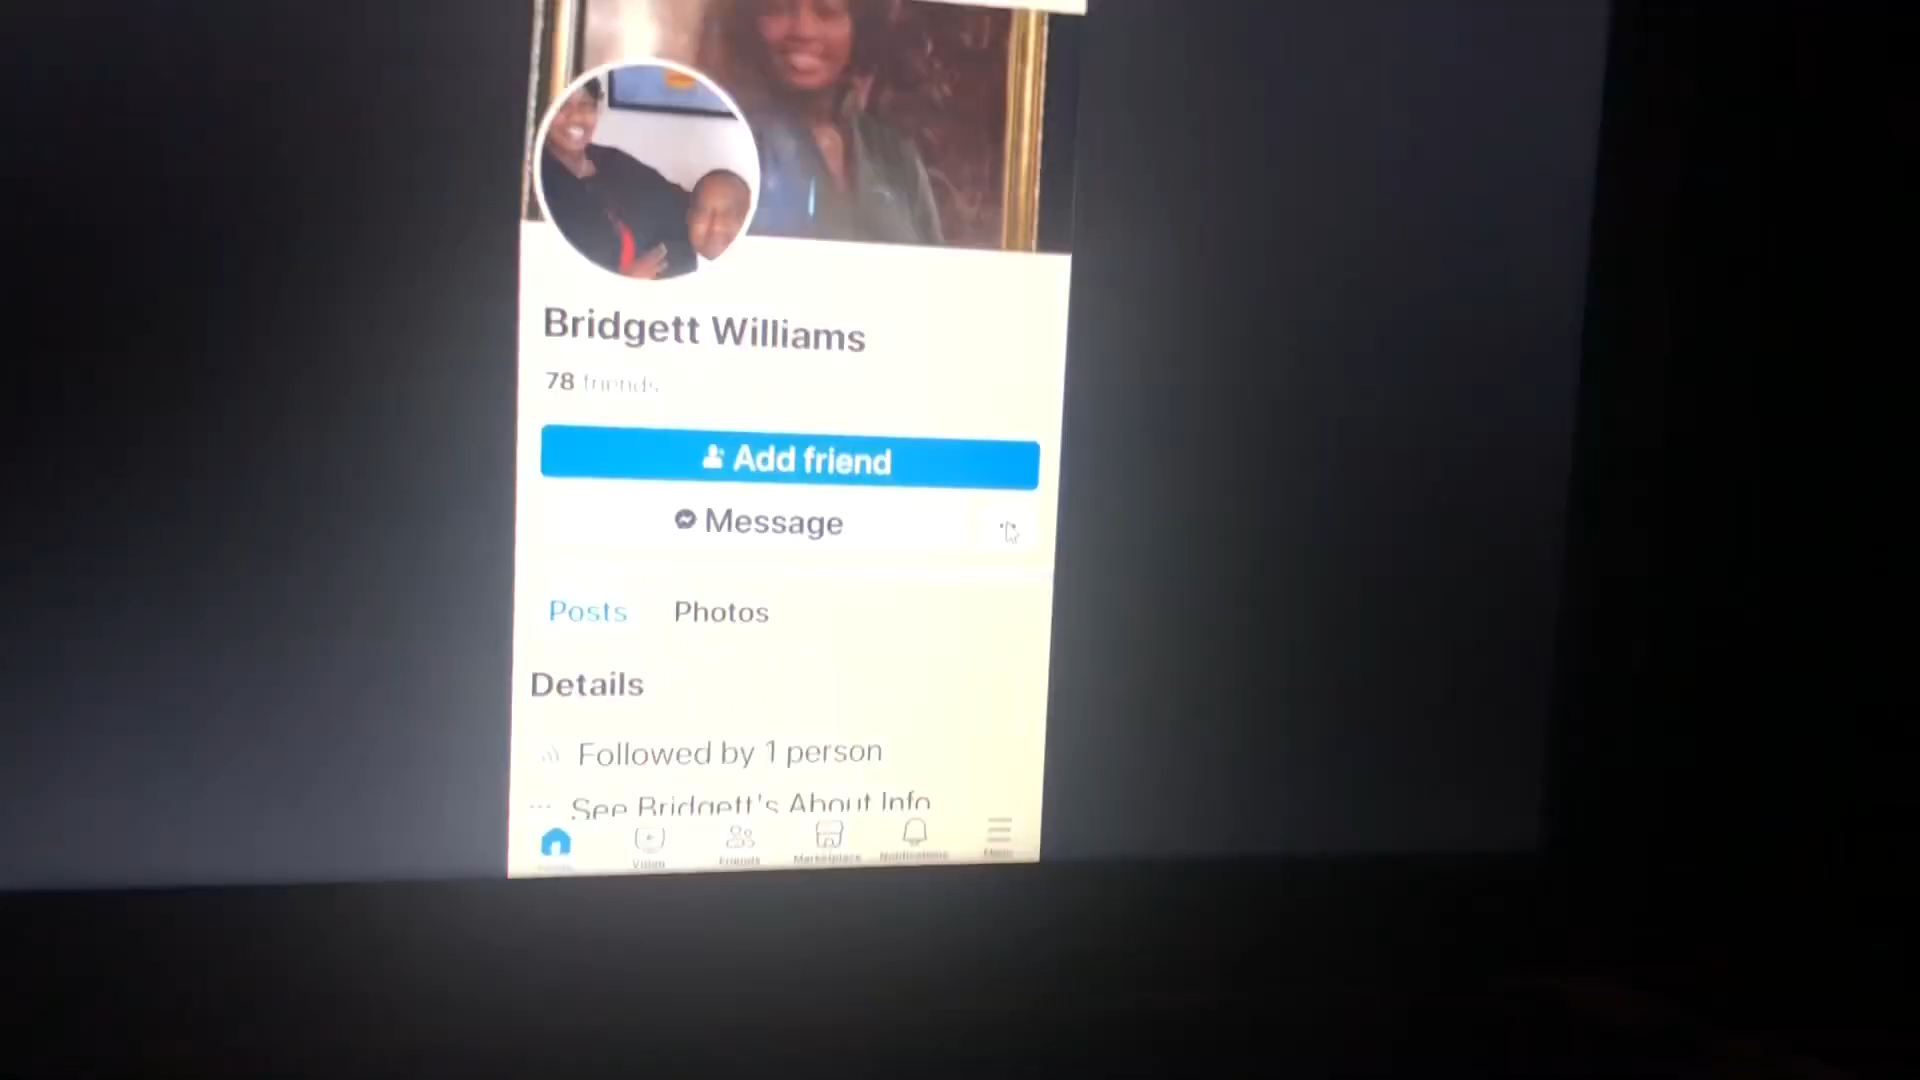 Bridgett Williams
78 friends
Add friend
Message
Posts Photos
Details
Followed by 1 person
See Bridgett's About Info
Video Friends Marketplace Notifications Menu